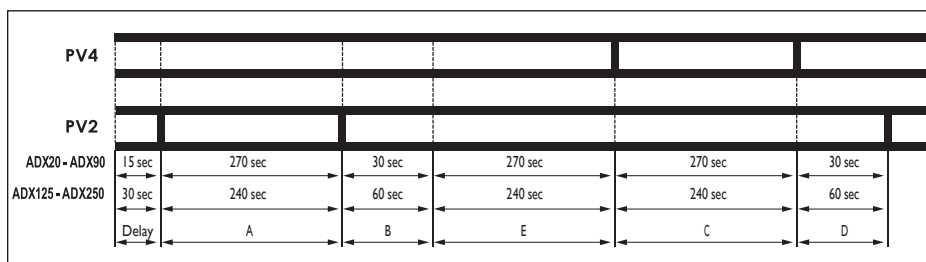 PV4
PV2
ADX20 - ADX90 15 sec 270 sec 30 sec 270 sec 270 sec 30 sec
ADX125 - ADX250 30 sec 240 sec 60 sec 240 sec 240 sec 60 sec
Delay A B E C D